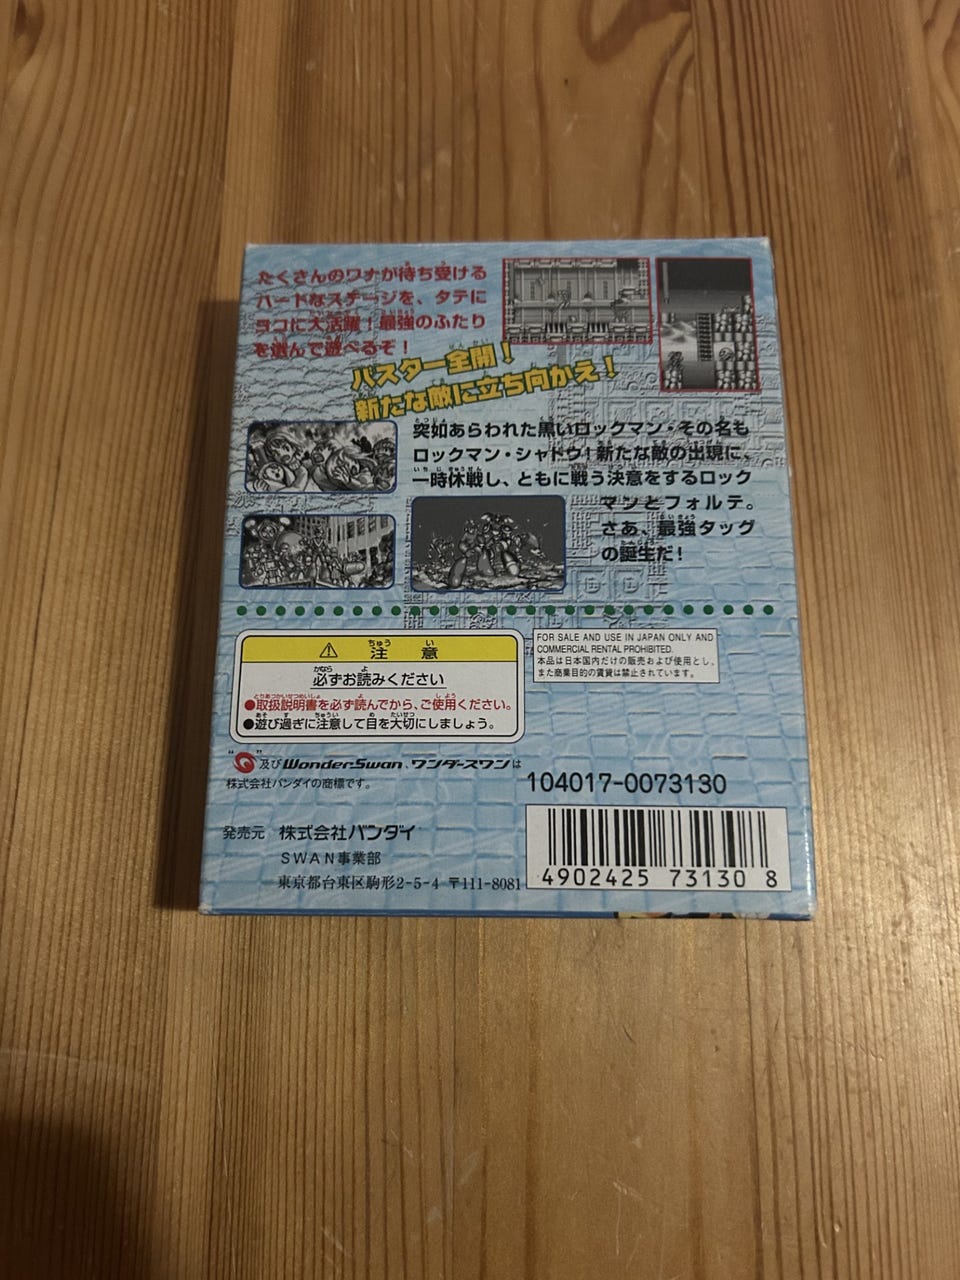 たくさんのワナが待ち受ける
ハードなステージを、タテに
ヨコに大活躍！最強のふたり
を選んで遊べるぞ！
バスター全開！
新たな敵に立ち向かえ！
突如あらわれた黒いロックマン・その名も
ロックマン・シャドウ！新たな敵の出現に、
一時休戦し、ともに戦う決意をするロック
マンとフォルテ。
さあ、最強タッグ
の誕生だ！
⚠ 注意
必ずお読みください
●取扱説明書を必ず読んでから、ご使用ください。
●遊び過ぎに注意して目を大切にしましょう。
FOR SALE AND USE IN JAPAN ONLY AND
COMMERCIAL RENTAL PROHIBITED.
本品は日本国内だけの販売および使用とし、
また商業目的の賃貸は禁止されています。
" "及びWonderSwan、ワンダースワンは
株式会社バンダイの商標です。
104017-0073130
発売元 株式会社バンダイ
SWAN事業部
東京都台東区駒形2-5-4 〒111-8081
4902425 73130 8